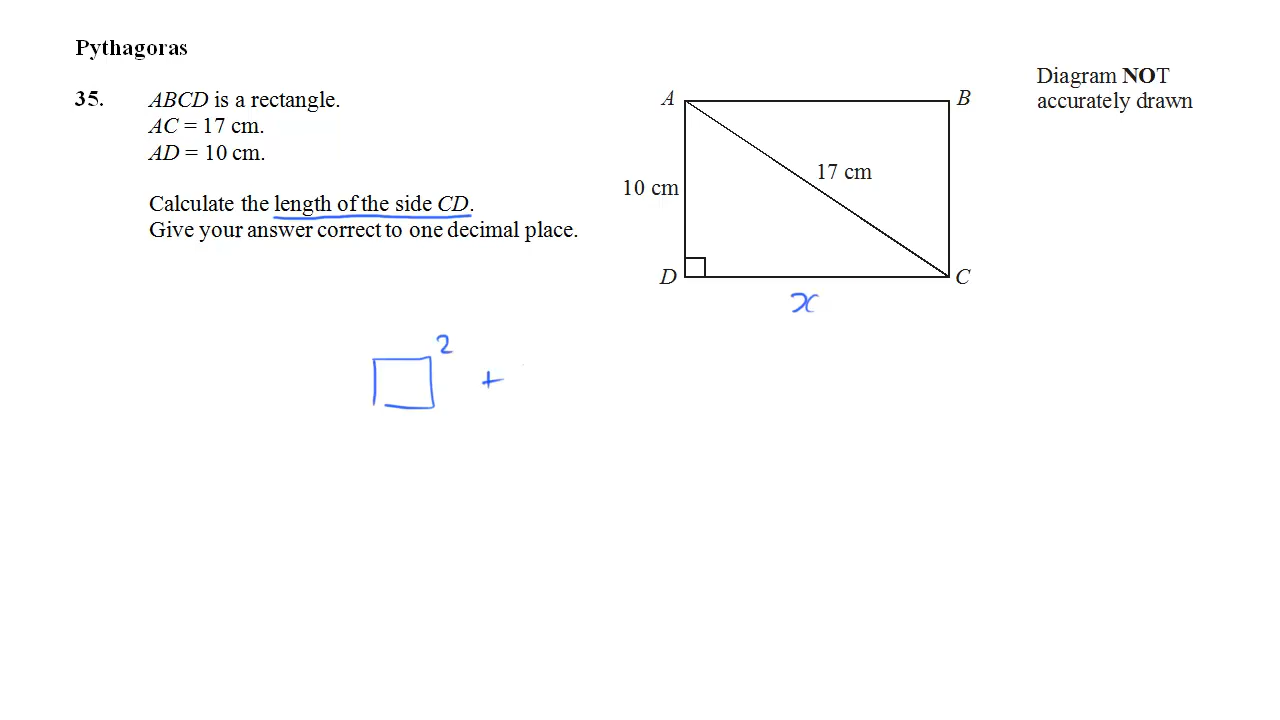 Pythagoras
Diagram NOT
accurately drawn
35. ABCD is a rectangle.
AC = 17 cm.
AD = 10 cm.
Calculate the length of the side CD.
Give your answer correct to one decimal place.
A
B
17 cm
10 cm
D
C
x
□² +